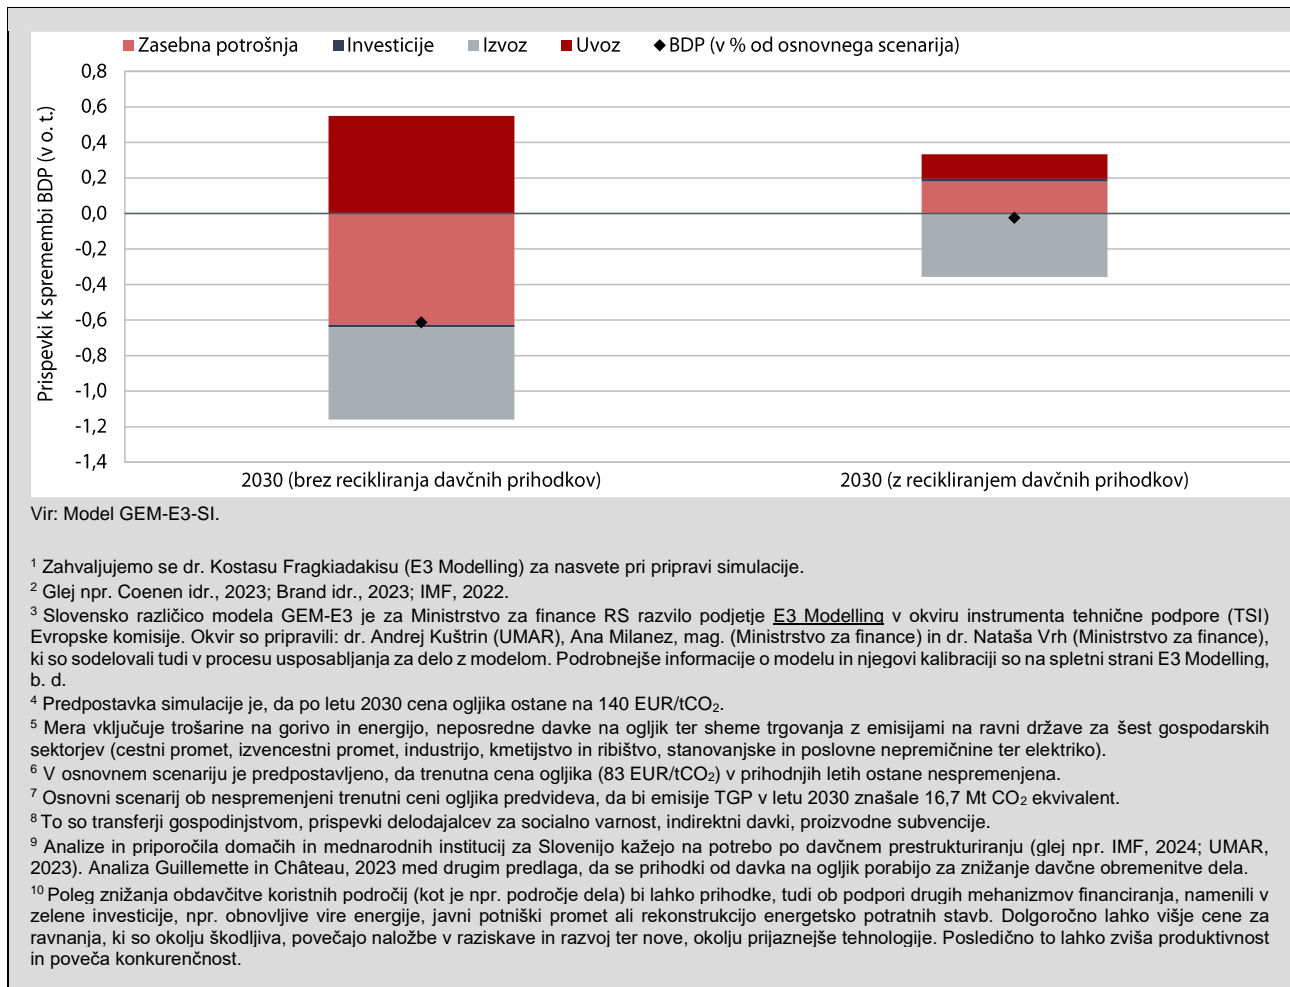 Zasebna potrošnja Investicije Izvoz Uvoz BDP (v % od osnovnega scenarija)
Prispevki k spremembi BDP (v o. t.)
0,8
0,6
0,4
0,2
0,0
-0,2
-0,4
-0,6
-0,8
-1,0
-1,2
-1,4
2030 (brez recikliranja davčnih prihodkov) 2030 (z recikliranjem davčnih prihodkov)
Vir: Model GEM-E3-SI.
¹ Zahvaljujemo se dr. Kostasu Fragkiadakisu (E3 Modelling) za nasvete pri pripravi simulacije.
² Glej npr. Coenen idr., 2023; Brand idr., 2023; IMF, 2022.
³ Slovensko različico modela GEM-E3 je za Ministrstvo za finance RS razvilo podjetje E3 Modelling v okviru instrumenta tehnične podpore (TSI)
Evropske komisije. Okvir so pripravili: dr. Andrej Kuštrin (UMAR), Ana Milanez, mag. (Ministrstvo za finance) in dr. Nataša Vrh (Ministrstvo za finance),
ki so sodelovali tudi v procesu usposabljanja za delo z modelom. Podrobnejše informacije o modelu in njegovi kalibraciji so na spletni strani E3 Modelling,
b. d.
⁴ Predpostavka simulacije je, da po letu 2030 cena ogljika ostane na 140 EUR/tCO₂.
⁵ Mera vključuje trošarine na gorivo in energijo, neposredne davke na ogljik ter sheme trgovanja z emisijami na ravni države za šest gospodarskih
sektorjev (cestni promet, izvencestni promet, industrijo, kmetijstvo in ribištvo, stanovanjske in poslovne nepremičnine ter elektriko).
⁶ V osnovnem scenariju je predpostavljeno, da trenutna cena ogljika (83 EUR/tCO₂) v prihodnjih letih ostane nespremenjena.
⁷ Osnovni scenarij ob nespremenjeni trenutni ceni ogljika predvideva, da bi emisije TGP v letu 2030 znašale 16,7 Mt CO₂ ekvivalent.
⁸ To so transferji gospodinjstvom, prispevki delodajalcev za socialno varnost, indirektni davki, proizvodne subvencije.
⁹ Analize in priporočila domačih in mednarodnih institucij za Slovenijo kažejo na potrebo po davčnem prestrukturiranju (glej npr. IMF, 2024; UMAR,
2023). Analiza Guillemette in Château, 2023 med drugim predlaga, da se prihodki od davka na ogljik porabijo za znižanje davčne obremenitve dela.
¹⁰ Poleg znižanja obdavčitve koristnih področij (kot je npr. področje dela) bi lahko prihodke, tudi ob podpori drugih mehanizmov financiranja, namenili v
zelene investicije, npr. obnovljive vire energije, javni potniški promet ali rekonstrukcijo energetsko potratnih stavb. Dolgoročno lahko višje cene za
ravnanja, ki so okolju škodljiva, povečajo naložbe v raziskave in razvoj ter nove, okolju prijaznejše tehnologije. Posledično to lahko zviša produktivnost
in poveča konkurenčnost.